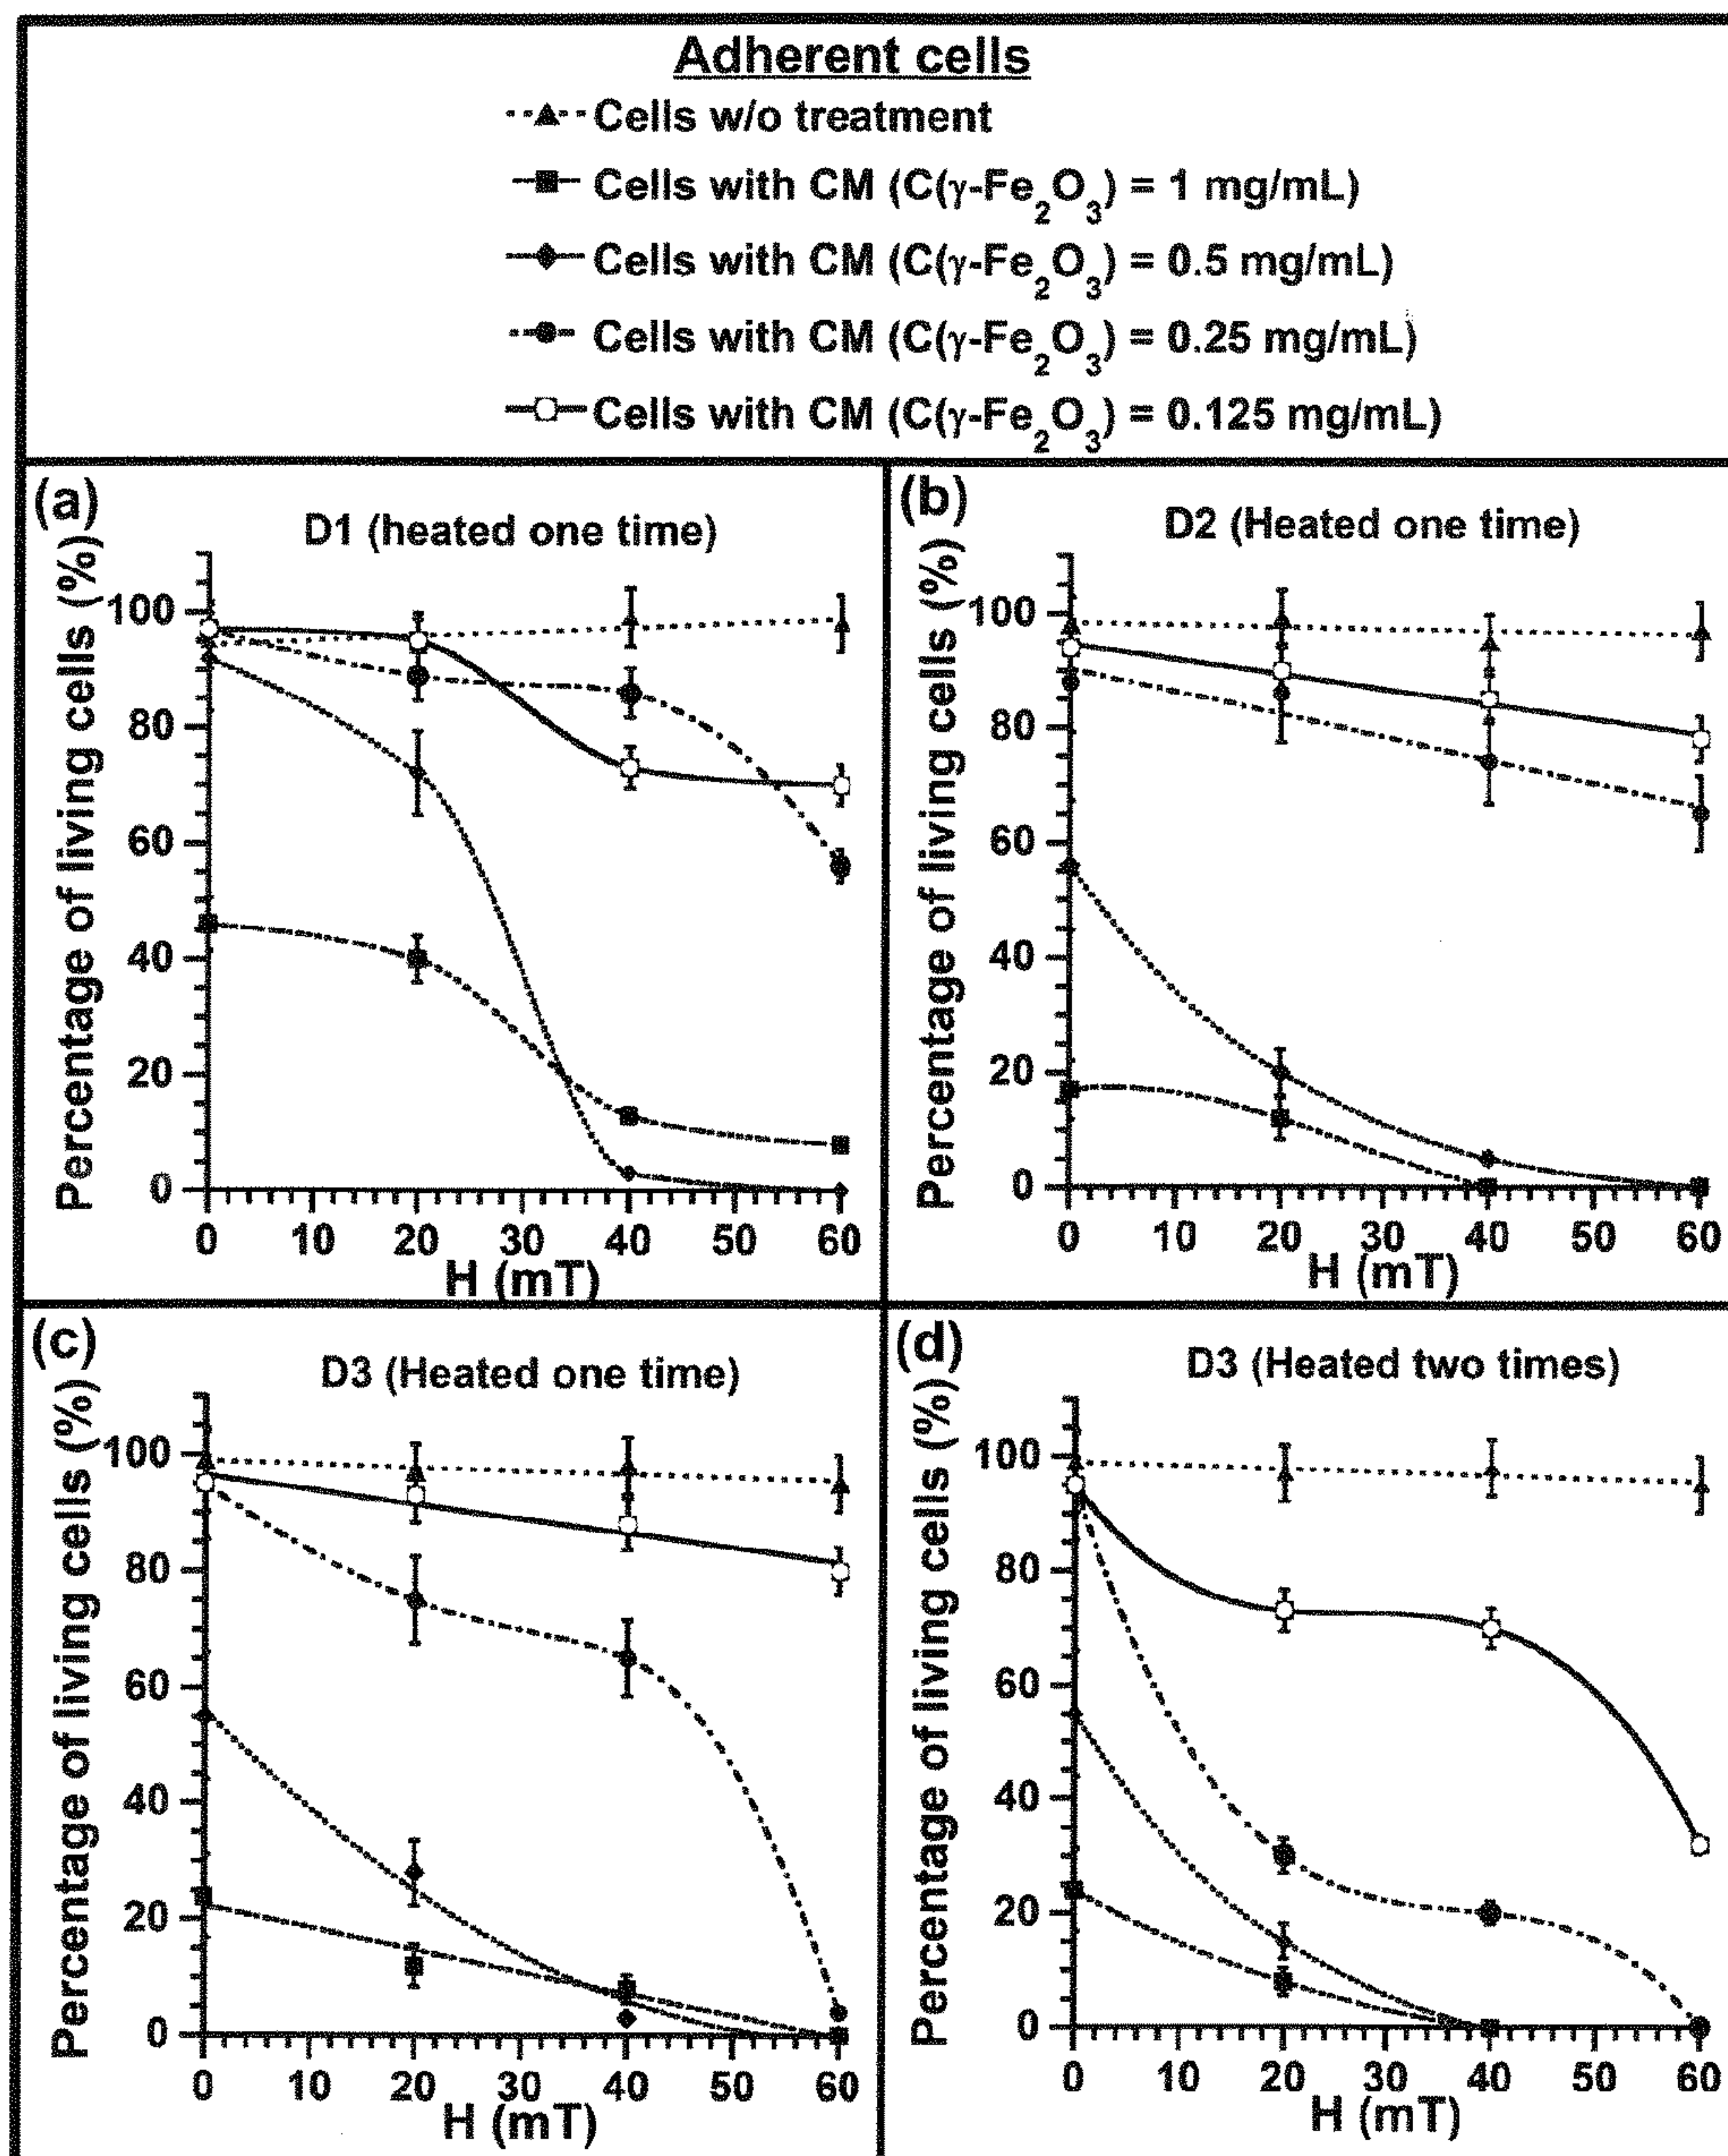 Adherent cells
Cells w/o treatment
Cells with CM (C(γ-Fe₂O₃) = 1 mg/mL)
Cells with CM (C(γ-Fe₂O₃) = 0.5 mg/mL)
Cells with CM (C(γ-Fe₂O₃) = 0.25 mg/mL)
Cells with CM (C(γ-Fe₂O₃) = 0.125 mg/mL)
(a)
D1 (heated one time)
Percentage of living cells (%)
100
80
60
40
20
0
0 10 20 30 40 50 60
H (mT)
(b)
D2 (Heated one time)
Percentage of living cells (%)
100
80
60
40
20
0
0 10 20 30 40 50 60
H (mT)
(c)
D3 (Heated one time)
Percentage of living cells (%)
100
80
60
40
20
0
0 10 20 30 40 50 60
H (mT)
(d)
D3 (Heated two times)
Percentage of living cells (%)
100
80
60
40
20
0
0 10 20 30 40 50 60
H (mT)